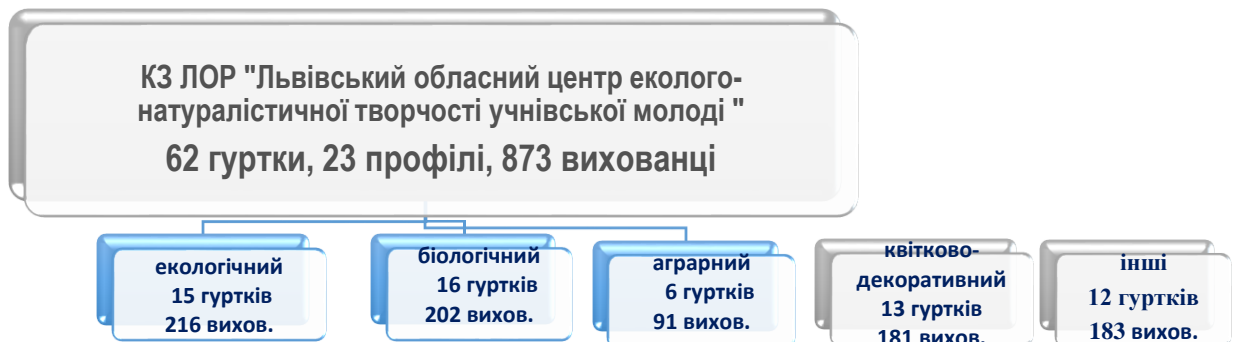 КЗ ЛОР "Львівський обласний центр еколого-
натуралістичної творчості учнівської молоді "
62 гуртки, 23 профілі, 873 вихованці
екологічний
15 гуртків
216 вихов.
біологічний
16 гуртків
202 вихов.
аграрний
6 гуртків
91 вихов.
квітково-
декоративний
13 гуртків
181 вихов.
інші
12 гуртків
183 вихов.